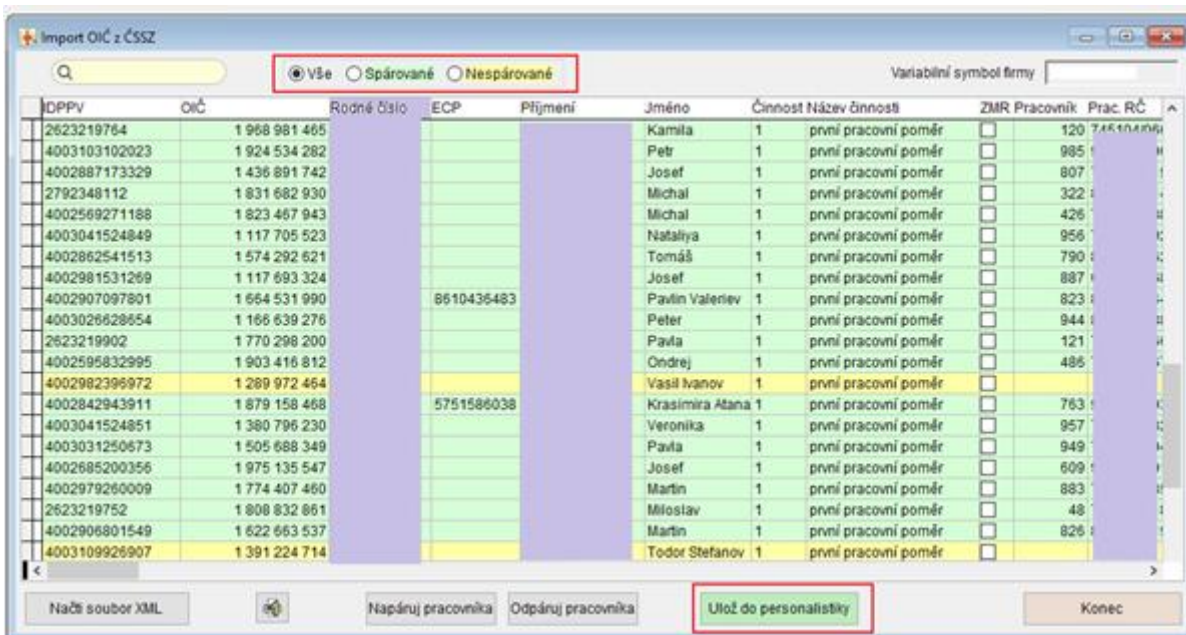 Import OIČ z ČSSZ
Vše Spárované Nespárované Variabilní symbol firmy
IDPPV OIČ Rodné číslo ECP Příjmení Jméno Činnost Název činnosti ZMR Pracovník Prac. RČ
2623219764 1 968 981 465 Kamila 1 první pracovní poměr 120
4003103102023 1 924 534 282 Petr 1 první pracovní poměr 985
4002887173329 1 436 891 742 Josef 1 první pracovní poměr 807
2792348112 1 831 682 930 Michal 1 první pracovní poměr 322
4002569271188 1 823 467 943 Michal 1 první pracovní poměr 426
4003041524849 1 117 705 523 Nataliya 1 první pracovní poměr 956
4002862541513 1 574 292 621 Tomáš 1 první pracovní poměr 790
4002981531269 1 117 693 324 Josef 1 první pracovní poměr 887
4002907097801 1 664 531 990 8610436483 Pavlin Valeriev 1 první pracovní poměr 823
4003026628654 1 166 639 276 Peter 1 první pracovní poměr 944
2623219902 1 770 298 200 Pavla 1 první pracovní poměr 121
4002595832995 1 903 416 812 Ondrej 1 první pracovní poměr 486
4002982396972 1 289 972 464 Vasil Ivanov 1 první pracovní poměr
4002842943911 1 879 158 468 5751586038 Krasimira Atana 1 první pracovní poměr 763
4003041524851 1 380 796 230 Veronika 1 první pracovní poměr 957
4003031250673 1 505 688 349 Pavla 1 první pracovní poměr 949
4002685200356 1 975 135 547 Josef 1 první pracovní poměr 609
4002979260009 1 774 407 460 Martin 1 první pracovní poměr 883
2623219752 1 808 832 861 Miloslav 1 první pracovní poměr 48
4002906801549 1 622 663 537 Martin 1 první pracovní poměr 826
4003109926907 1 391 224 714 Todor Stefanov 1 první pracovní poměr
Načti soubor XML Napáruj pracovníka Odpáruj pracovníka Ulož do personalistiky Konec